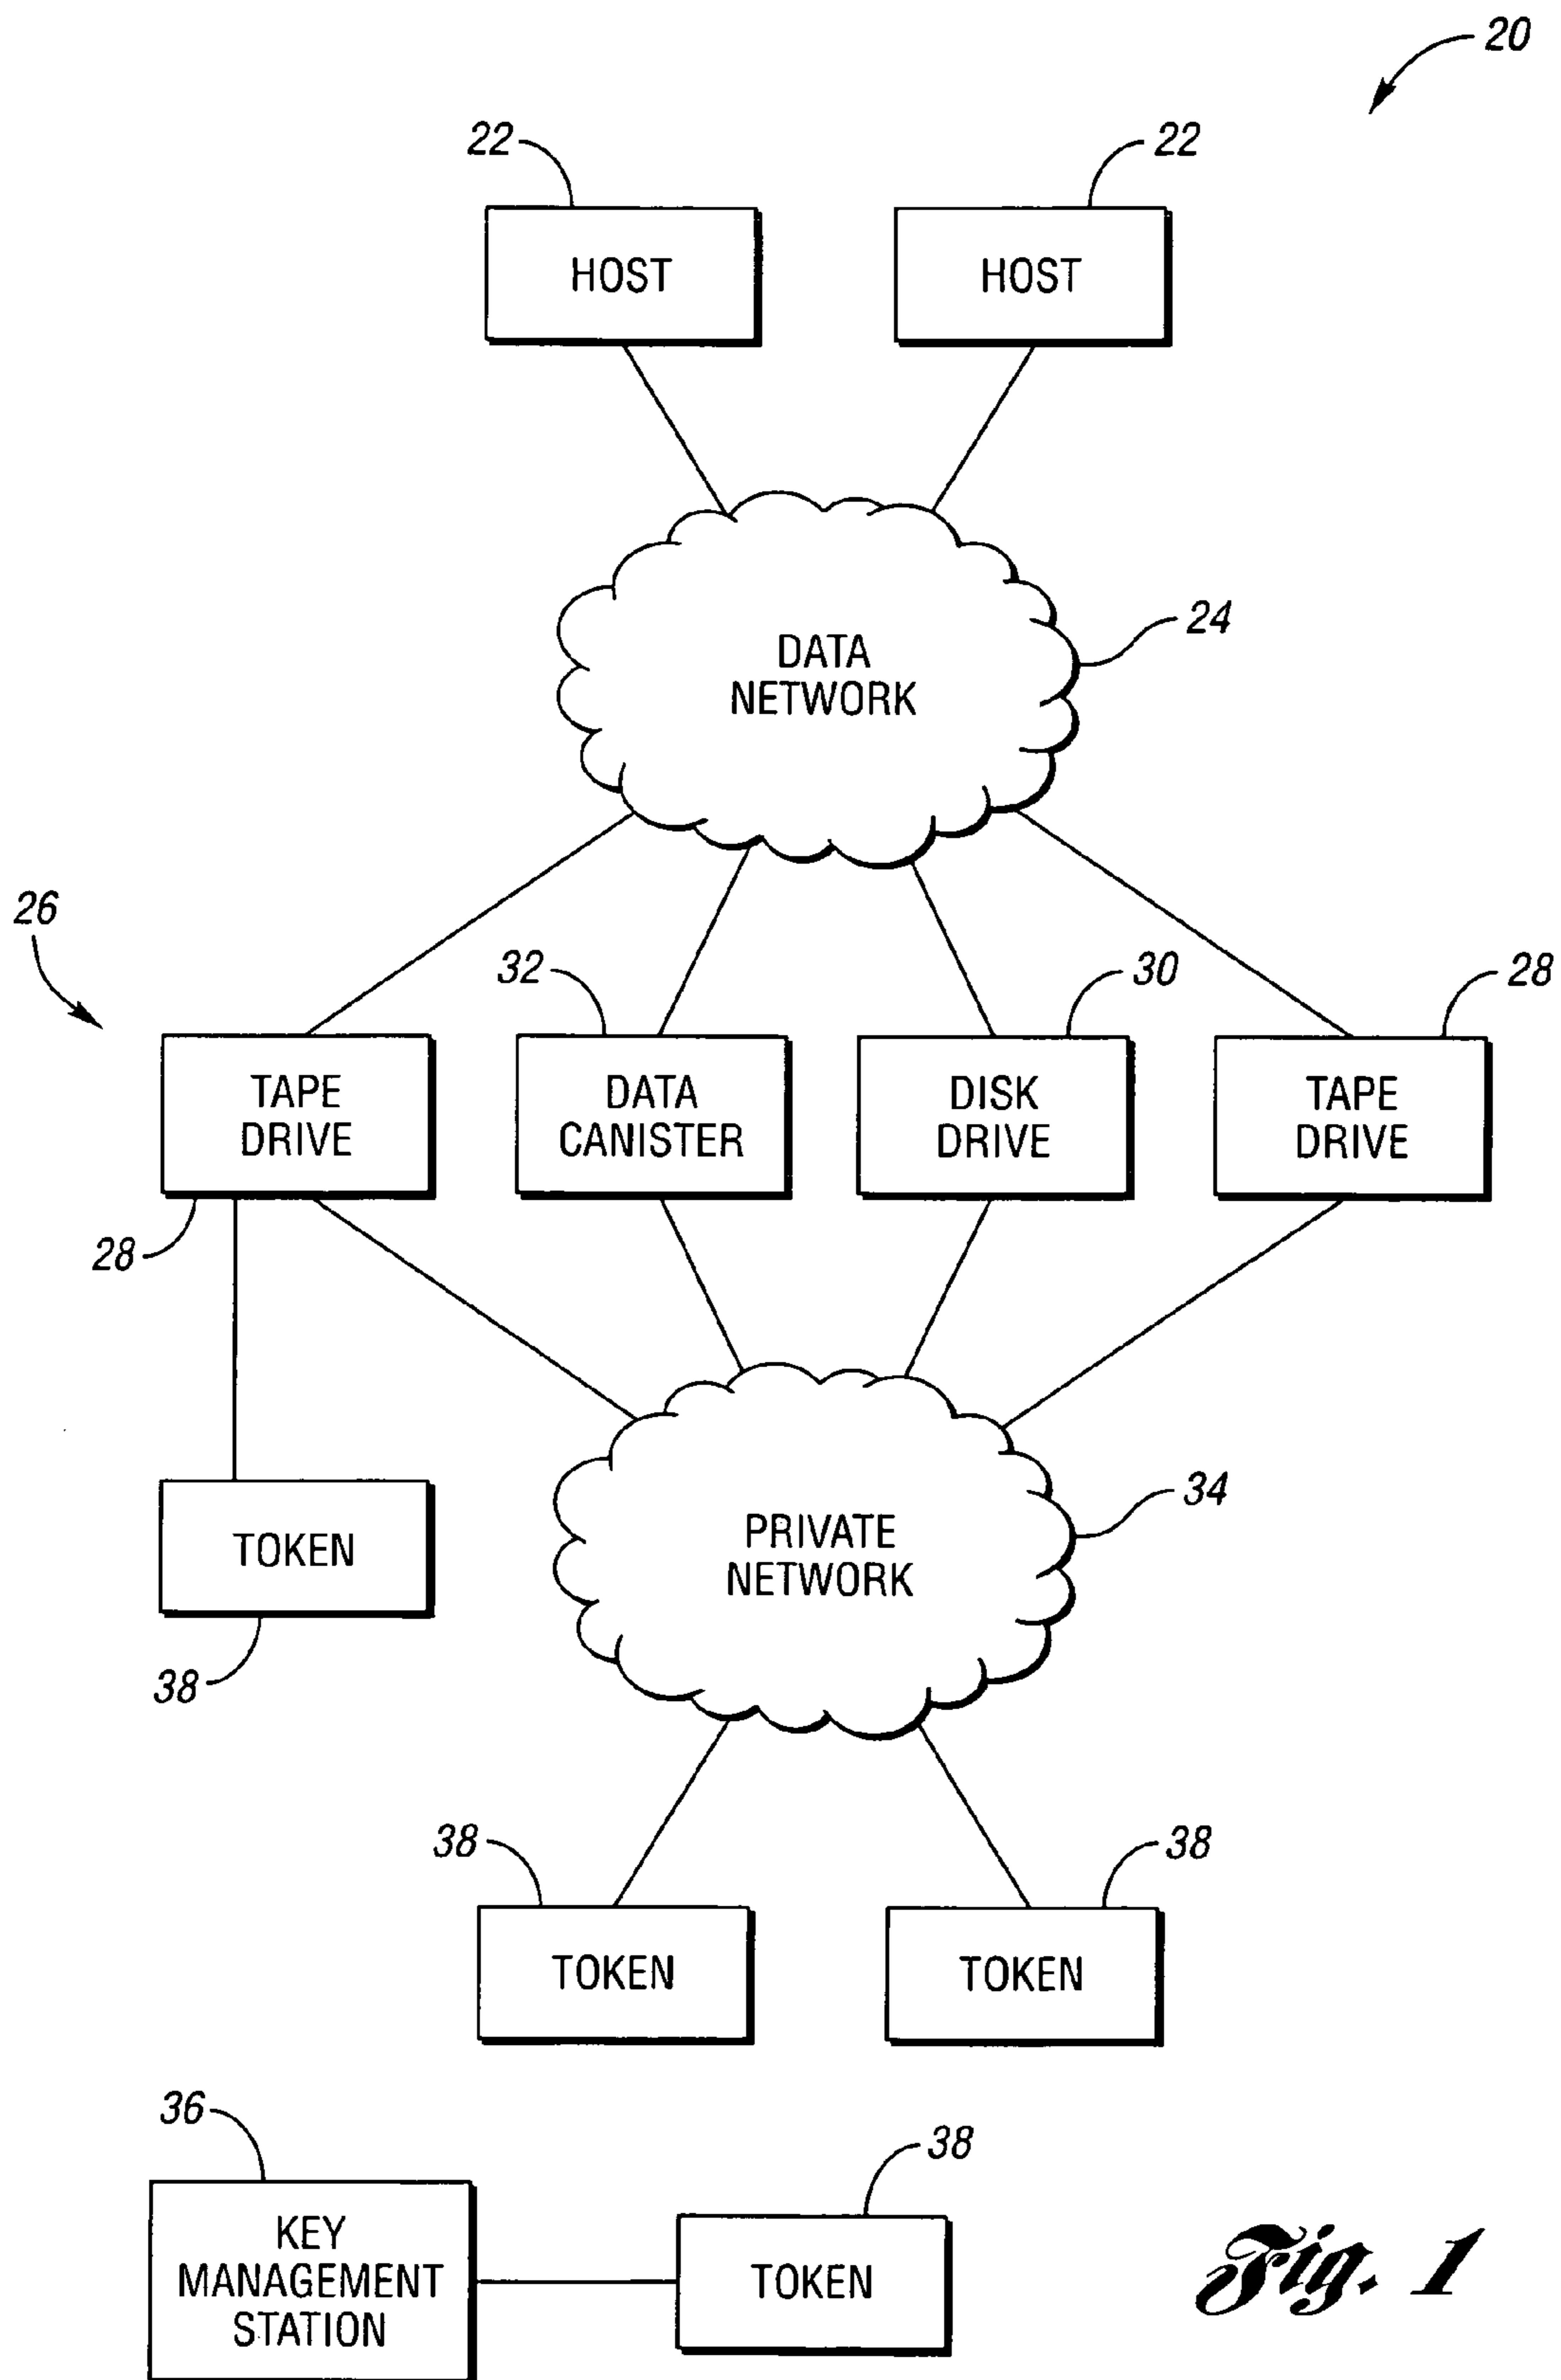 20
22
22
HOST
HOST
DATA
NETWORK
24
26
32
30
28
TAPE
DRIVE
DATA
CANISTER
DISK
DRIVE
TAPE
DRIVE
28
PRIVATE
NETWORK
34
TOKEN
38
38
38
TOKEN
TOKEN
36
38
KEY
MANAGEMENT
STATION
TOKEN
Fig. 1